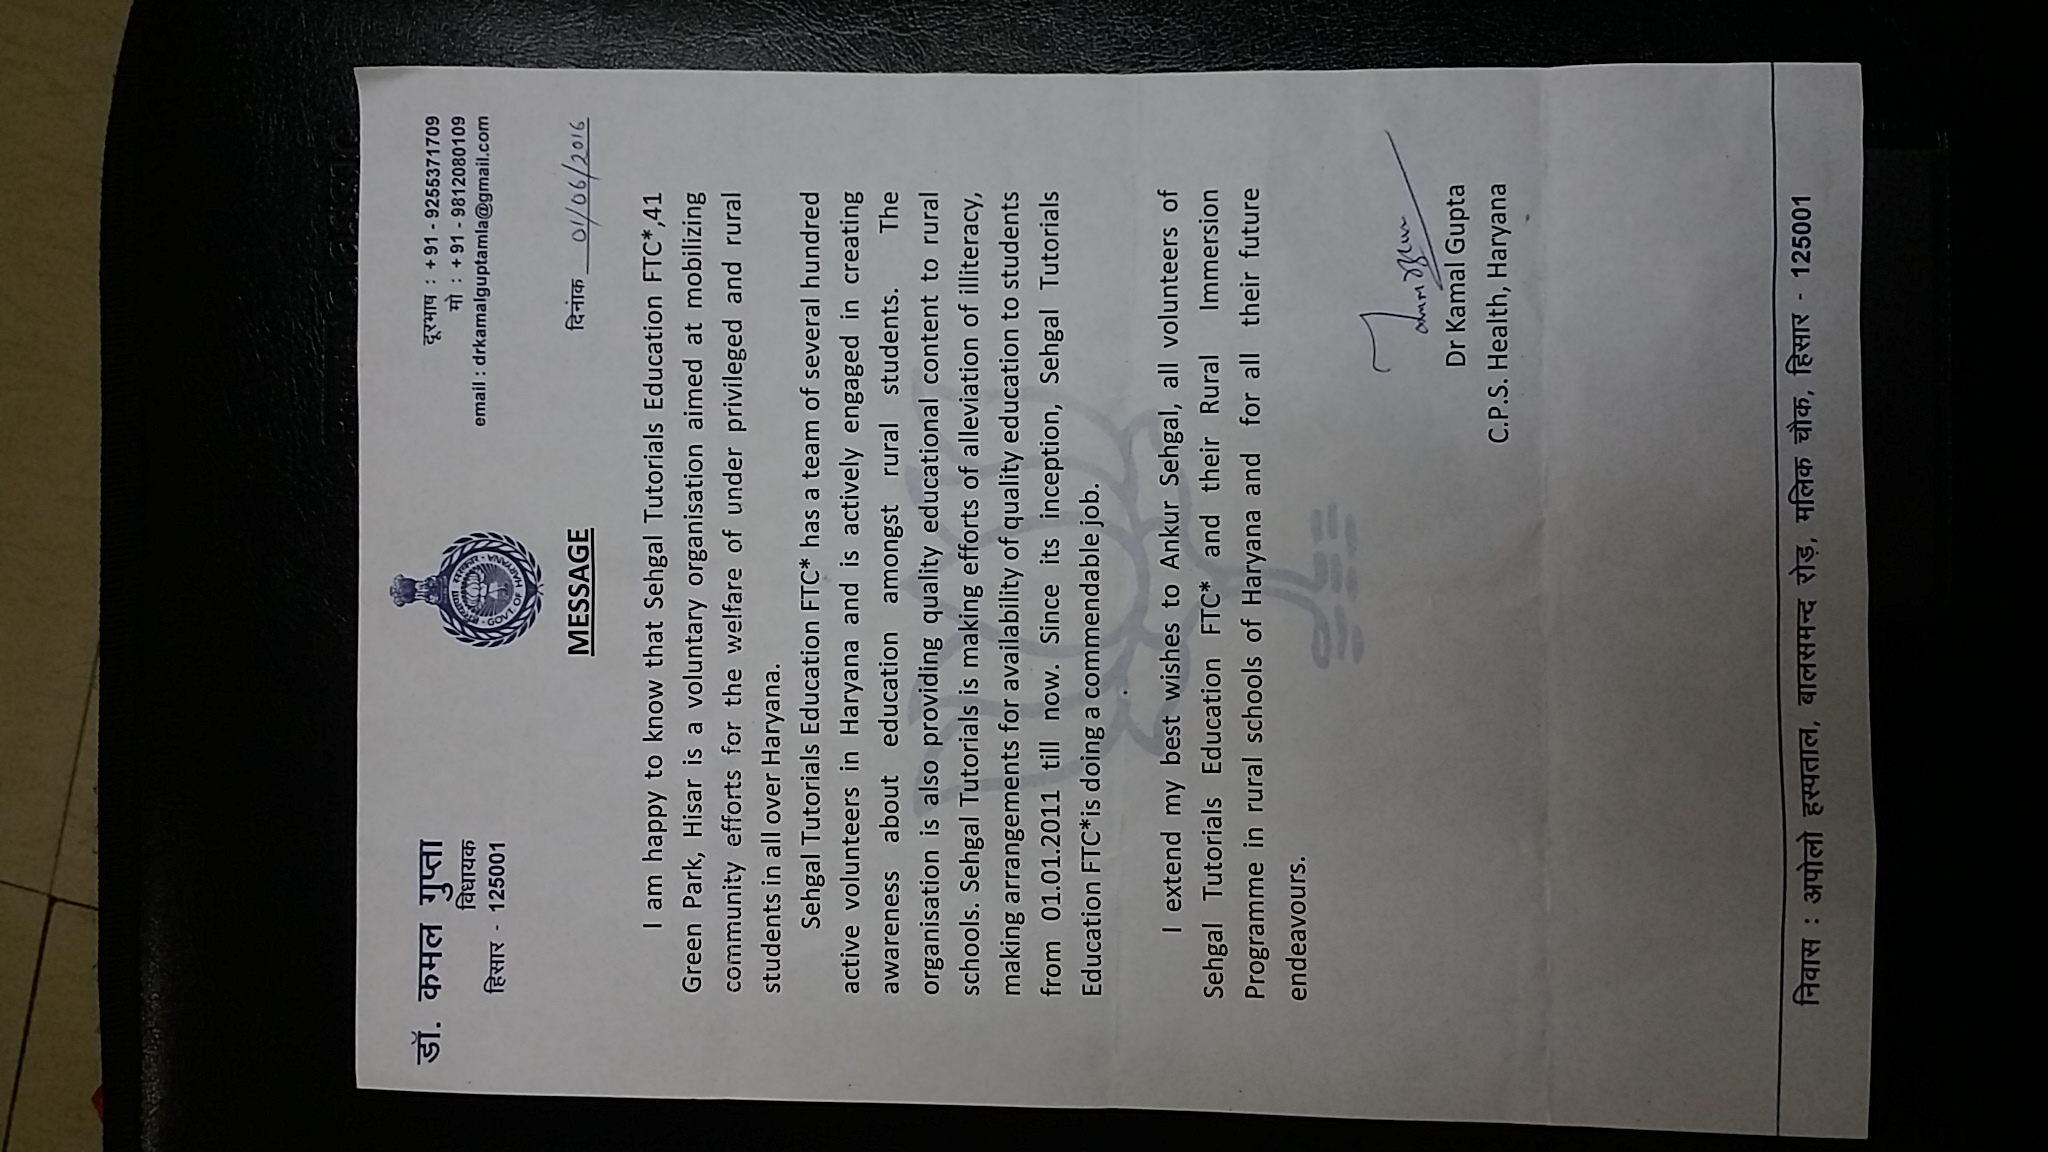 डॉ. कमल गुप्ता
विधायक
हिसार - 125001
हरियाणा सरकार
GOVT. OF HARYANA
दूरभाष : +91 - 9255371709
मो : +91 - 9812080109
email : drkamalguptamla@gmail.com
MESSAGE
दिनांक 01/06/2016
I am happy to know that Sehgal Tutorials Education FTC*,41
Green Park, Hisar is a voluntary organisation aimed at mobilizing
community efforts for the welfare of under privileged and rural
students in all over Haryana.
Sehgal Tutorials Education FTC* has a team of several hundred
active volunteers in Haryana and is actively engaged in creating
awareness about education amongst rural students. The
organisation is also providing quality educational content to rural
schools. Sehgal Tutorials is making efforts of alleviation of illiteracy,
making arrangements for availability of quality education to students
from 01.01.2011 till now. Since its inception, Sehgal Tutorials
Education FTC*is doing a commendable job.
I extend my best wishes to Ankur Sehgal, all volunteers of
Sehgal Tutorials Education FTC* and their Rural Immersion
Programme in rural schools of Haryana and for all their future
endeavours.
Dr Kamal Gupta
C.P.S. Health, Haryana
निवास : अपोलो हस्पताल, बालसमन्द रोड़, मलिक चौक, हिसार - 125001